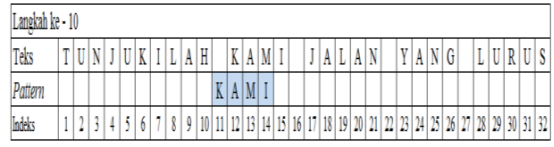 Langkah ke - 10
Teks T U N J U K I L A H K A M I J A L A N Y A N G L U R U S
Pattern K A M I
Indeks 1 2 3 4 5 6 7 8 9 10 11 12 13 14 15 16 17 18 19 20 21 22 23 24 25 26 27 28 29 30 31 32